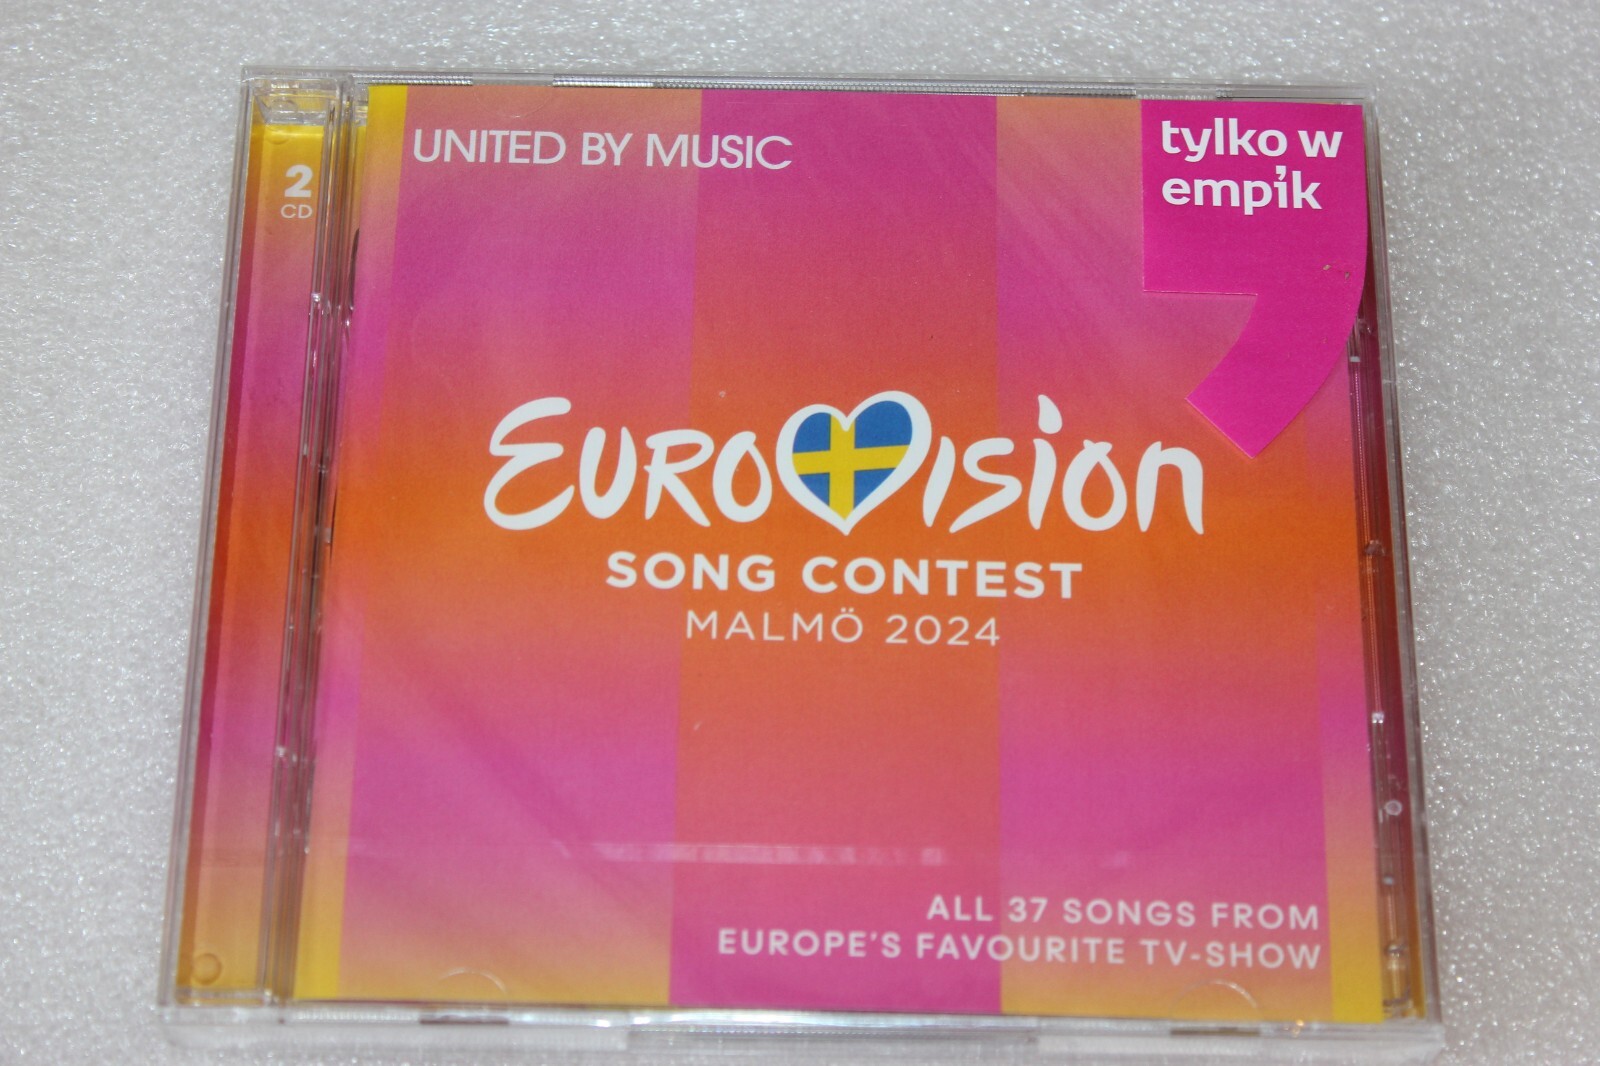 2
CD
UNITED BY MUSIC
tylko w
empik
EUROVISION
SONG CONTEST
MALMÖ 2024
ALL 37 SONGS FROM
EUROPE'S FAVOURITE TV-SHOW